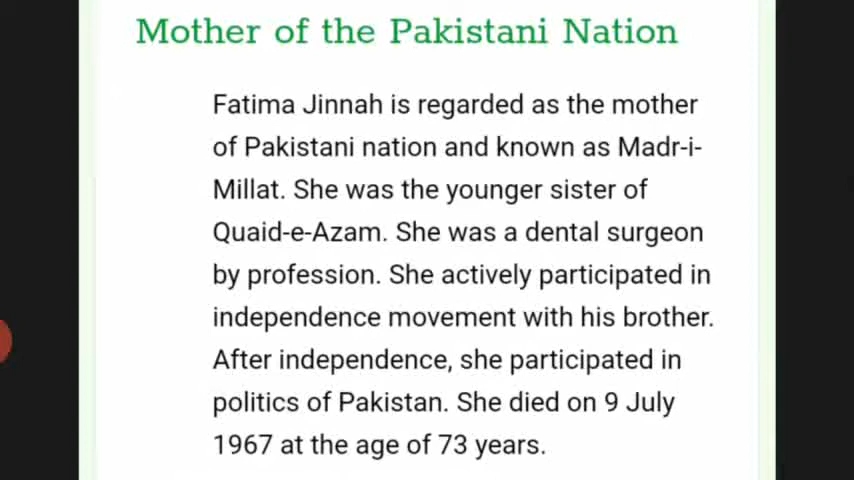 Mother of the Pakistani Nation
Fatima Jinnah is regarded as the mother
of Pakistani nation and known as Madr-i-
Millat. She was the younger sister of
Quaid-e-Azam. She was a dental surgeon
by profession. She actively participated in
independence movement with his brother.
After independence, she participated in
politics of Pakistan. She died on 9 July
1967 at the age of 73 years.